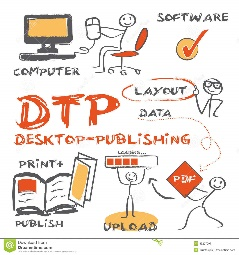 SOFTWARE
COMPUTER
LAYOUT
DTP
DATA
DESKTOP-PUBLISHING
PRINT+
PDF
PUBLISH
UPLOAD